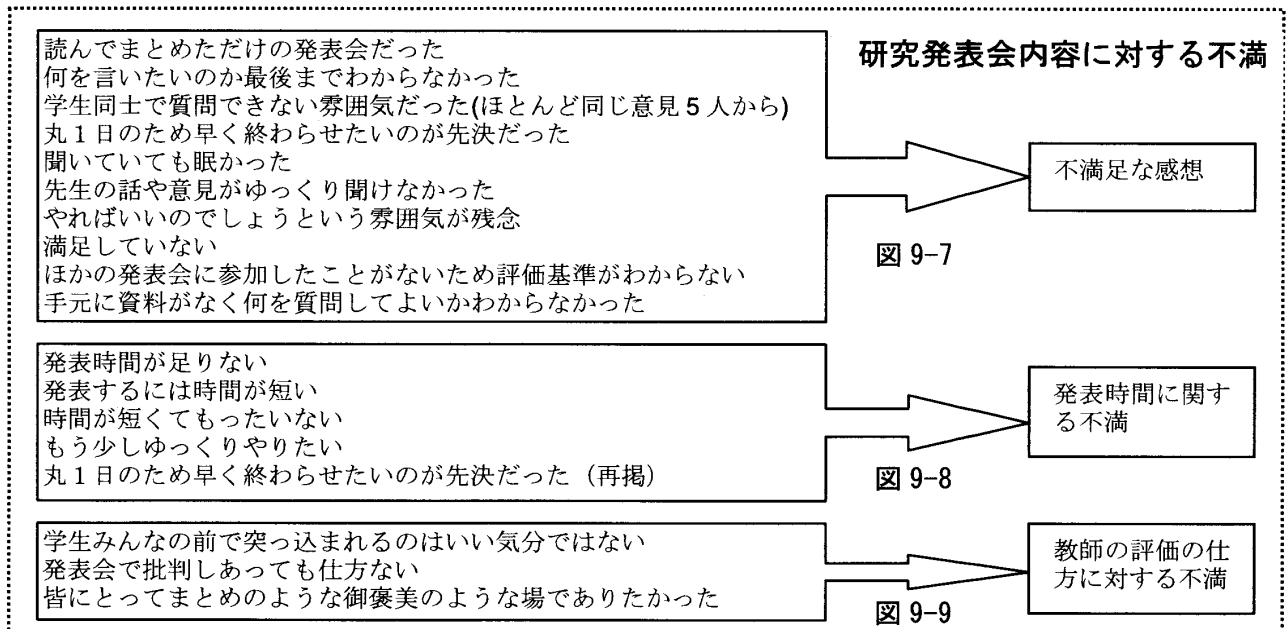 研究発表会内容に対する不満
読んでまとめただけの発表会だった
何を言いたいのか最後までわからなかった
学生同士で質問できない雰囲気だった(ほとんど同じ意見5人から)
丸1日のため早く終わらせたいのが先決だった
聞いていても眠かった
先生の話や意見がゆっくり聞けなかった
やればいいのでしょうという雰囲気が残念
満足していない
ほかの発表会に参加したことがないため評価基準がわからない
手元に資料がなく何を質問してよいかわからなかった
不満足な感想
図 9-7
発表時間が足りない
発表するには時間が短い
時間が短くてもったいない
もう少しゆっくりやりたい
丸1日のため早く終わらせたいのが先決だった（再掲）
発表時間に関す
る不満
図 9-8
学生みんなの前で突っ込まれるのはいい気分ではない
発表会で批判しあっても仕方ない
皆にとってまとめのような御褒美のような場でありたかった
教師の評価の仕
方に対する不満
図 9-9